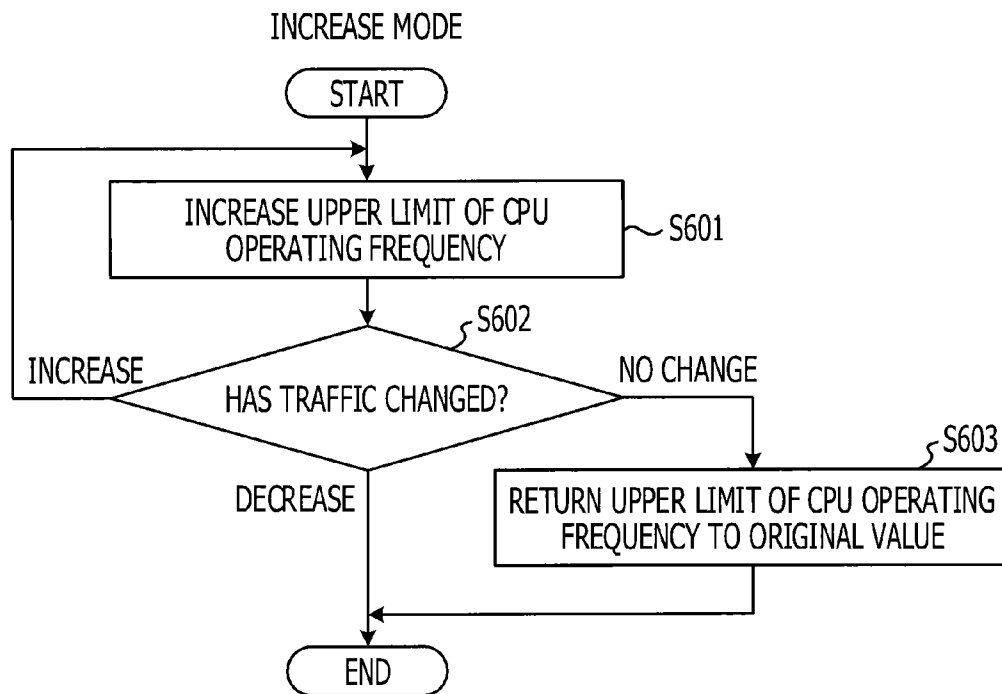 INCREASE MODE
START
INCREASE UPPER LIMIT OF CPU
OPERATING FREQUENCY
S601
S602
INCREASE
HAS TRAFFIC CHANGED?
NO CHANGE
S603
DECREASE
RETURN UPPER LIMIT OF CPU OPERATING
FREQUENCY TO ORIGINAL VALUE
END